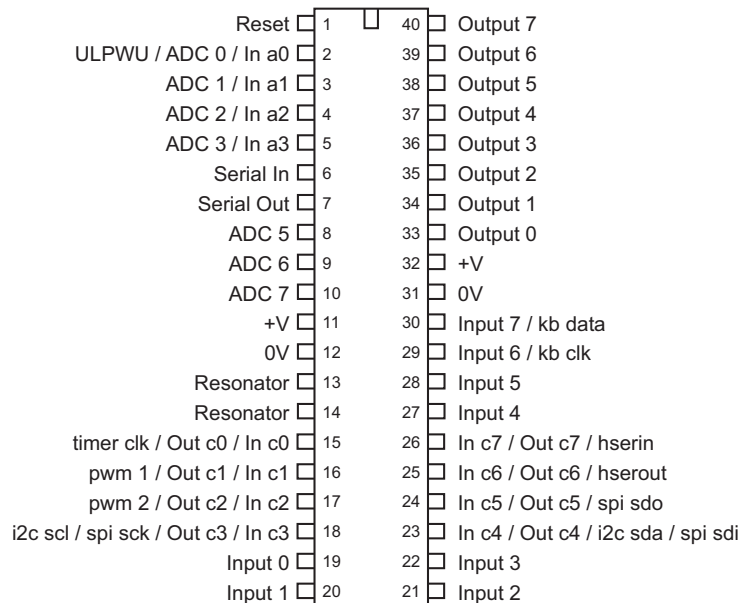 Reset 1 40 Output 7
ULPWU / ADC 0 / In a0 2 39 Output 6
ADC 1 / In a1 3 38 Output 5
ADC 2 / In a2 4 37 Output 4
ADC 3 / In a3 5 36 Output 3
Serial In 6 35 Output 2
Serial Out 7 34 Output 1
ADC 5 8 33 Output 0
ADC 6 9 32 +V
ADC 7 10 31 0V
+V 11 30 Input 7 / kb data
0V 12 29 Input 6 / kb clk
Resonator 13 28 Input 5
Resonator 14 27 Input 4
timer clk / Out c0 / In c0 15 26 In c7 / Out c7 / hserin
pwm 1 / Out c1 / In c1 16 25 In c6 / Out c6 / hserout
pwm 2 / Out c2 / In c2 17 24 In c5 / Out c5 / spi sdo
i2c scl / spi sck / Out c3 / In c3 18 23 In c4 / Out c4 / i2c sda / spi sdi
Input 0 19 22 Input 3
Input 1 20 21 Input 2